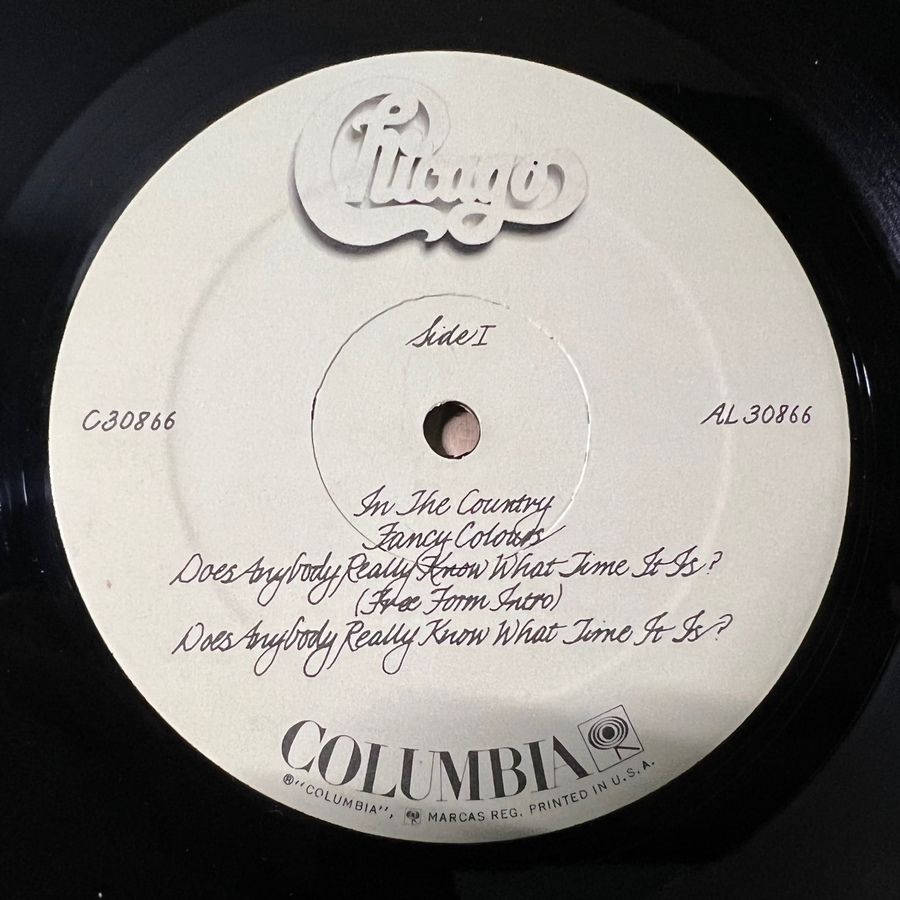 Chicago
Side I
C30866
AL 30866
In The Country
Fancy Colours
Does Anybody Really Know What Time It Is?
(Free Form Intro)
Does Anybody Really Know What Time It Is?
COLUMBIA
®"COLUMBIA", MARCAS REG. PRINTED IN U.S.A.